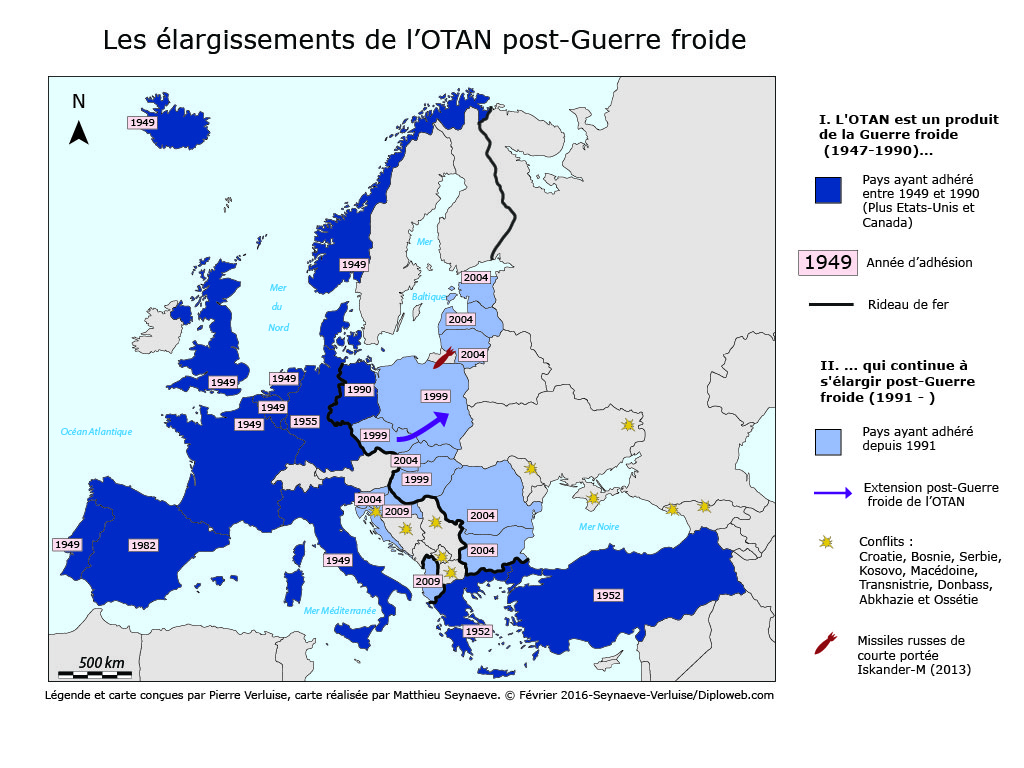 Les élargissements de l’OTAN post-Guerre froide
N
1949
1949
Mer
Baltique
Mer
du
Nord
2004
2004
2004
1949
1949
1949
1949
1955
1990
1999
1999
Océan Atlantique
2004
1999
2004
2009
2004
2004
Mer Noire
1949
1982
1949
2009
1952
1952
Mer Méditerranée
500 km
Légende et carte conçues par Pierre Verluise, carte réalisée par Matthieu Seynaeve. © Février 2016-Seynaeve-Verluise/Diploweb.com
I. L'OTAN est un produit
de la Guerre froide
(1947-1990)...
Pays ayant adhéré
entre 1949 et 1990
(Plus Etats-Unis et
Canada)
1949
Année d’adhésion
Rideau de fer
II. ... qui continue à
s'élargir post-Guerre
froide (1991 - )
Pays ayant adhéré
depuis 1991
Extension post-Guerre
froide de l’OTAN
Conflits :
Croatie, Bosnie, Serbie,
Kosovo, Macédoine,
Transnistrie, Donbass,
Abkhazie et Ossétie
Missiles russes de
courte portée
Iskander-M (2013)